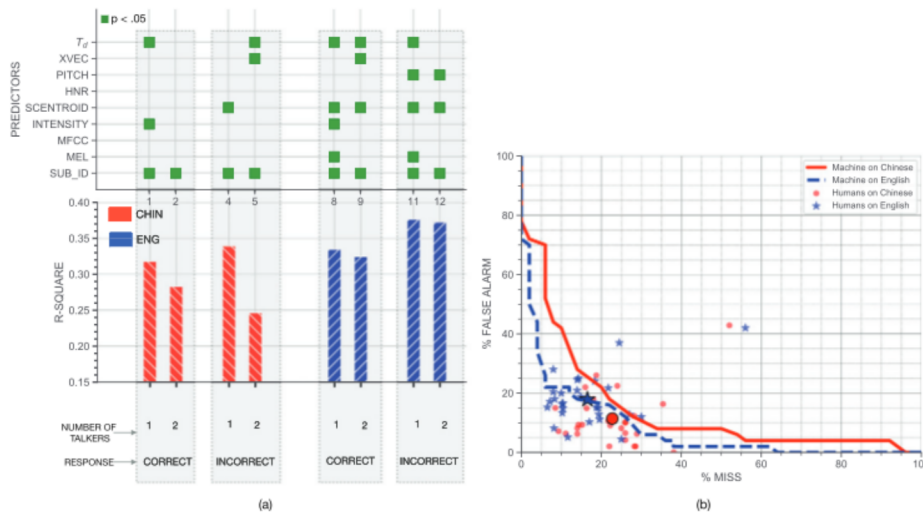 p < .05
PREDICTORS
T_d
XVEC
PITCH
HNR
SCENTROID
INTENSITY
MFCC
MEL
SUB_ID
1 2 4 5 8 9 11 12
R-SQUARE
0.40
0.35
0.30
0.25
0.20
0.15
CHIN
ENG
NUMBER OF
TALKERS
1 2 1 2 1 2 1 2
RESPONSE
CORRECT INCORRECT CORRECT INCORRECT
(a)
% FALSE ALARM
100
80
60
40
20
0
Machine on Chinese
Machine on English
Humans on Chinese
Humans on English
0 20 40 60 80 100
% MISS
(b)